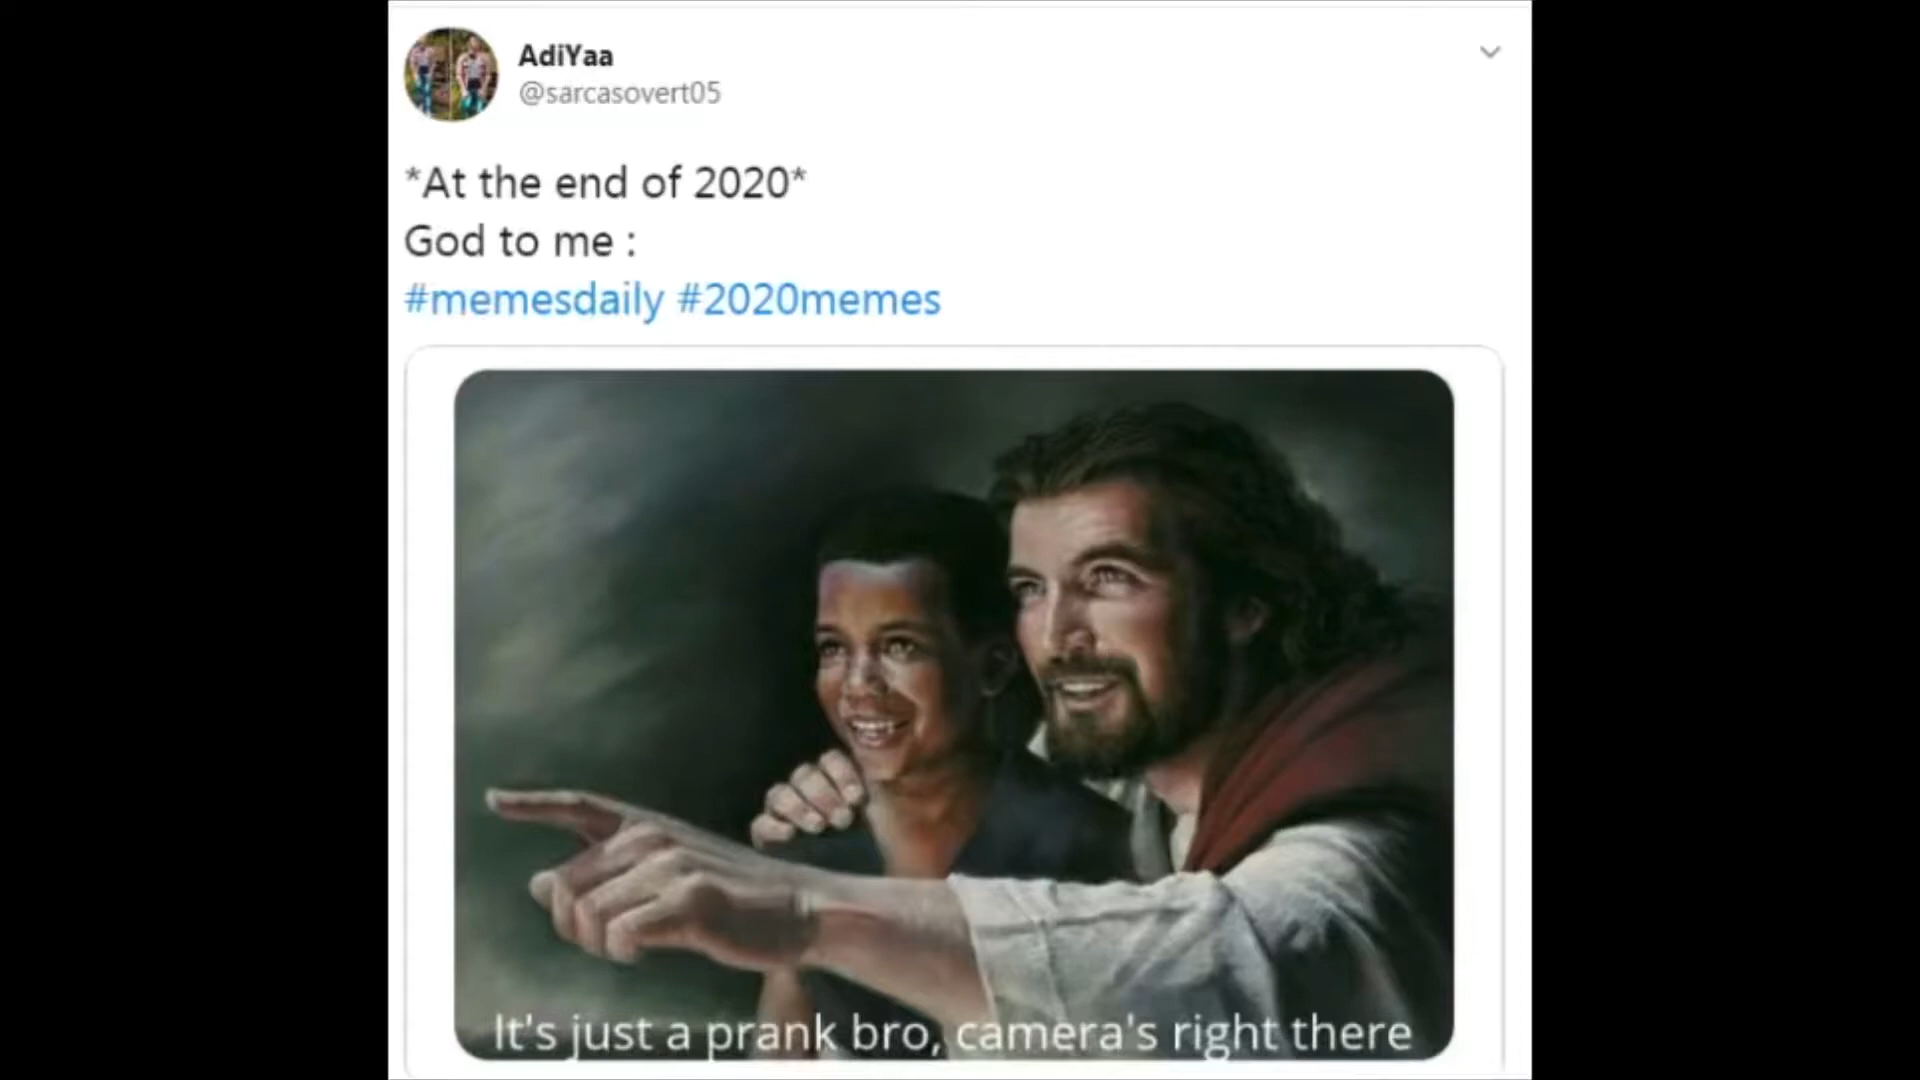 AdiYaa
@sarcasovert05
*At the end of 2020*
God to me :
#memesdaily #2020memes
It's just a prank bro, camera's right there